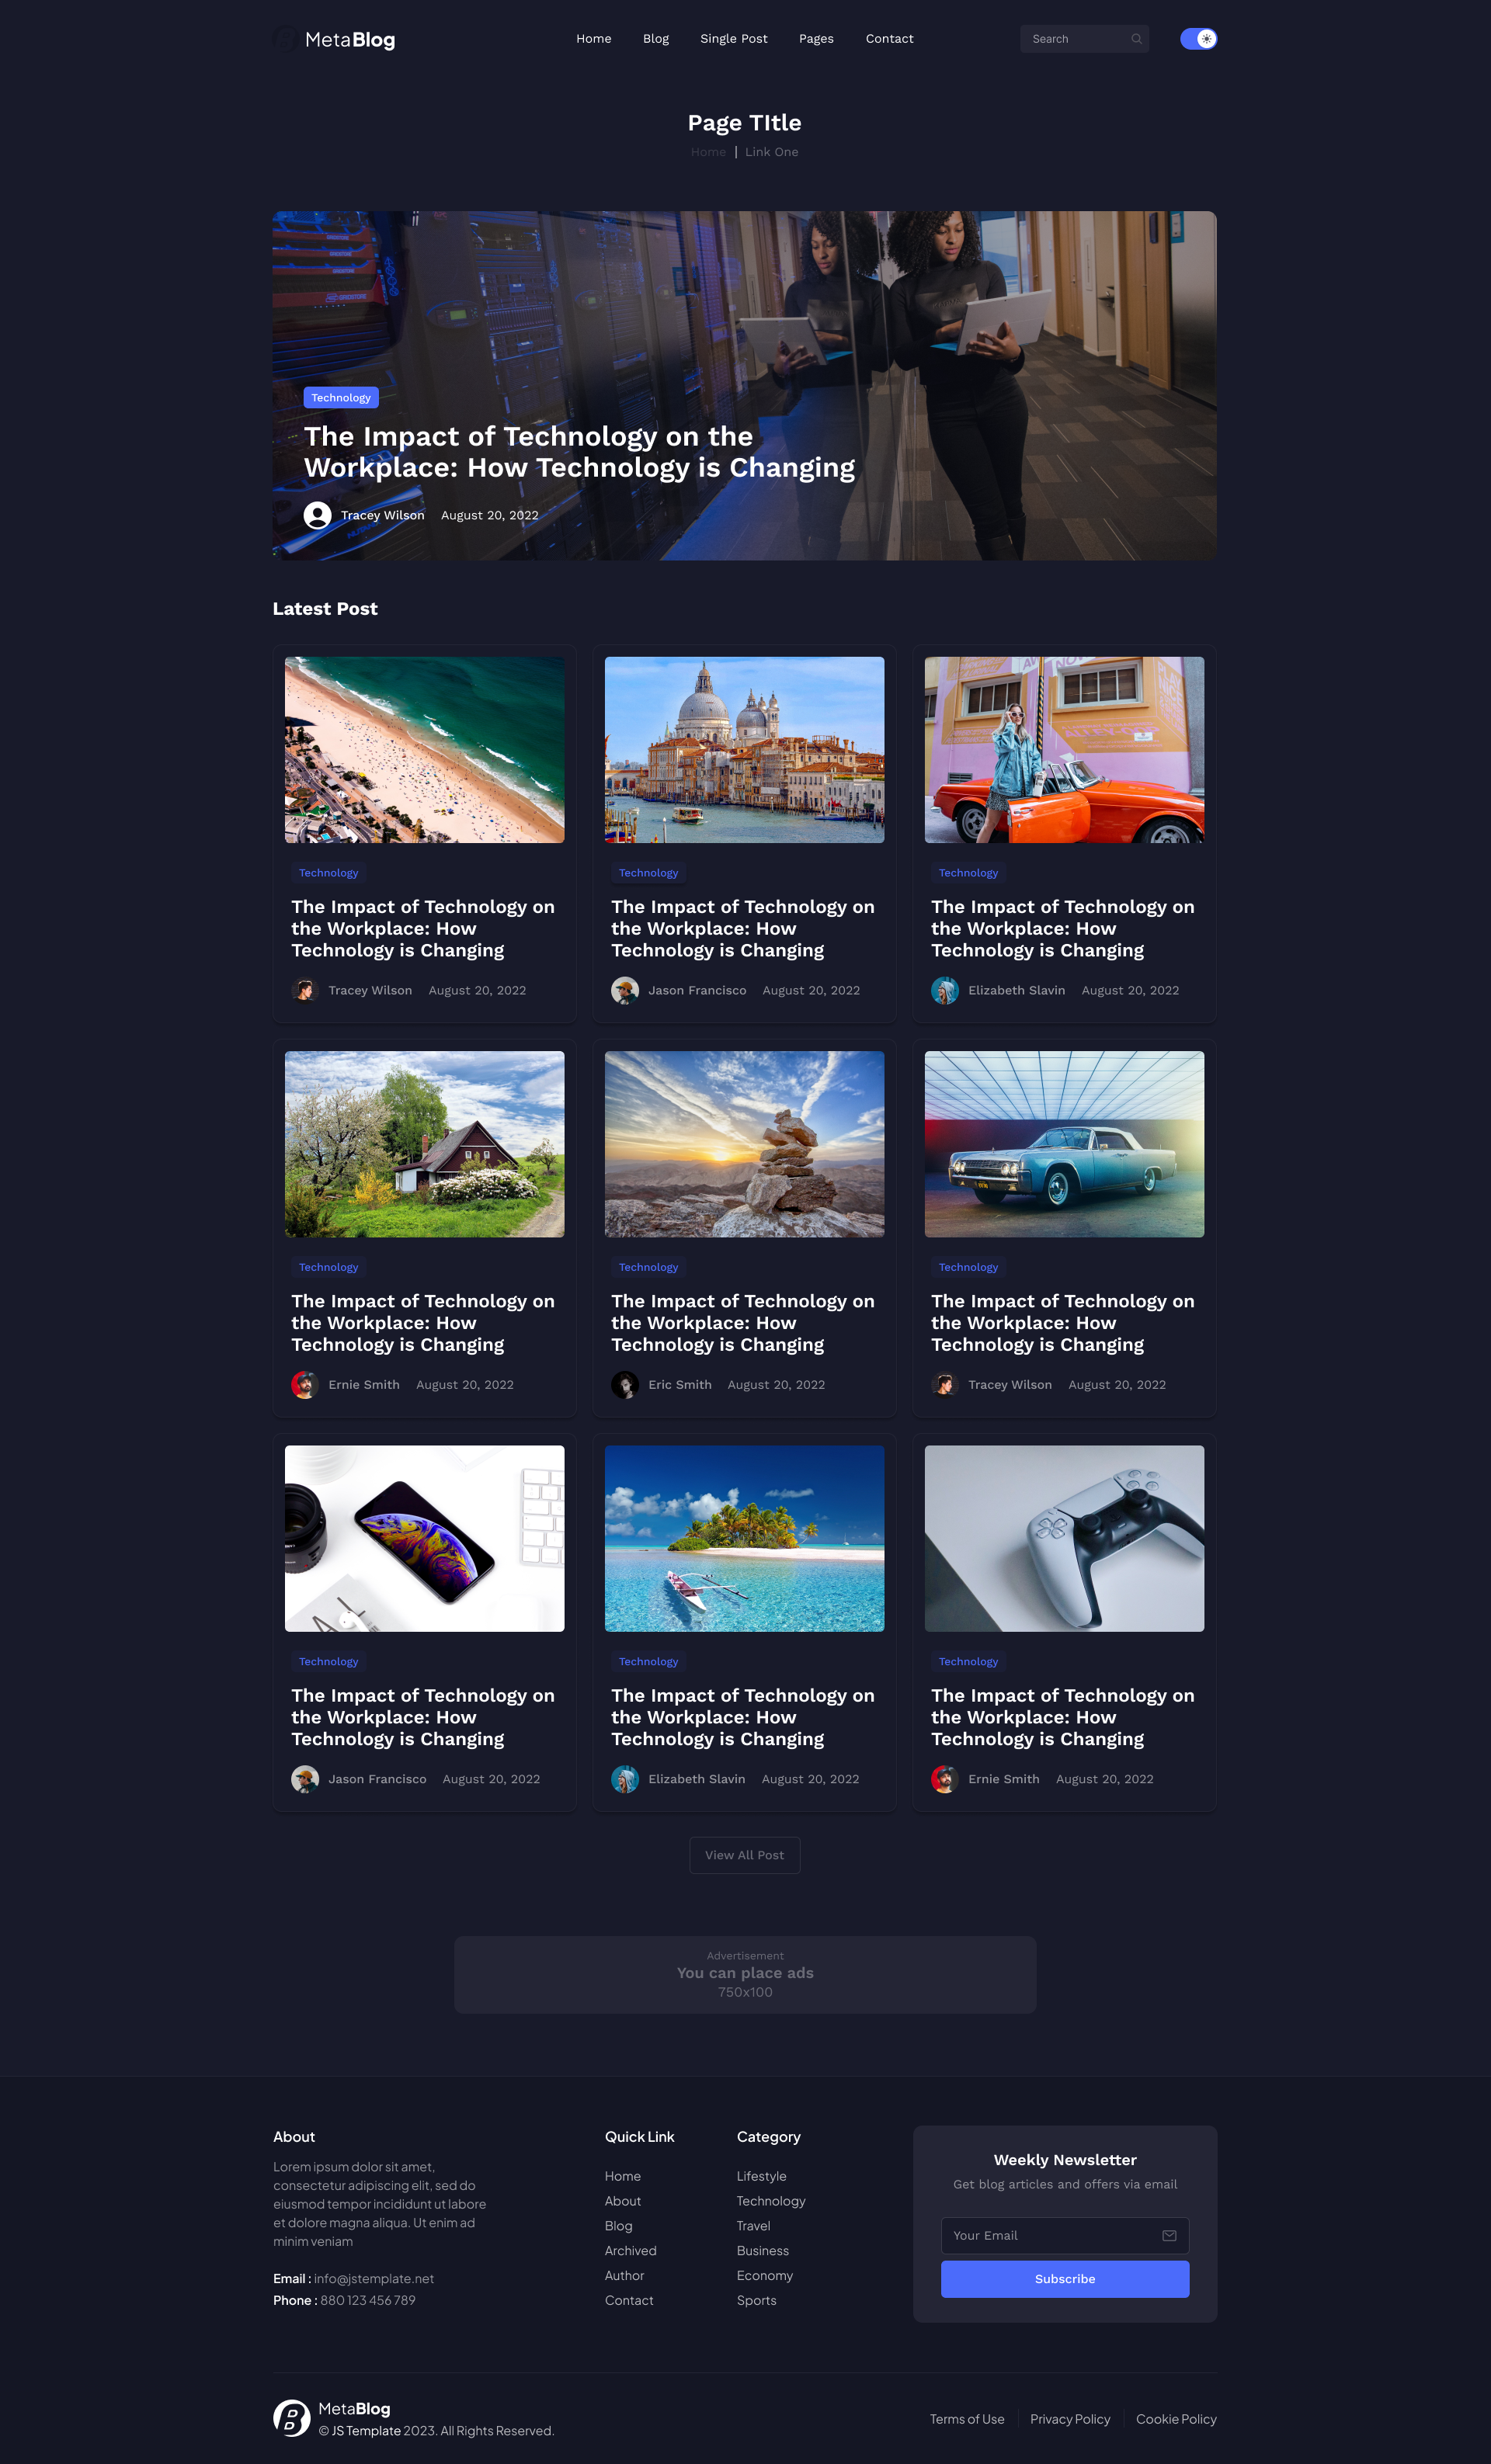 MetaBlog
Home
Blog
Single Post
Pages
Contact
Search
Page TItle
Home | Link One
Technology
The Impact of Technology on the
Workplace: How Technology is Changing
Tracey Wilson
August 20, 2022
Latest Post
Technology
The Impact of Technology on
the Workplace: How
Technology is Changing
Tracey Wilson
August 20, 2022
Technology
The Impact of Technology on
the Workplace: How
Technology is Changing
Jason Francisco
August 20, 2022
Technology
The Impact of Technology on
the Workplace: How
Technology is Changing
Elizabeth Slavin
August 20, 2022
Technology
The Impact of Technology on
the Workplace: How
Technology is Changing
Ernie Smith
August 20, 2022
Technology
The Impact of Technology on
the Workplace: How
Technology is Changing
Eric Smith
August 20, 2022
Technology
The Impact of Technology on
the Workplace: How
Technology is Changing
Tracey Wilson
August 20, 2022
Technology
The Impact of Technology on
the Workplace: How
Technology is Changing
Jason Francisco
August 20, 2022
Technology
The Impact of Technology on
the Workplace: How
Technology is Changing
Elizabeth Slavin
August 20, 2022
Technology
The Impact of Technology on
the Workplace: How
Technology is Changing
Ernie Smith
August 20, 2022
View All Post
Advertisement
You can place ads
750x100
About
Lorem ipsum dolor sit amet,
consectetur adipiscing elit, sed do
eiusmod tempor incididunt ut labore
et dolore magna aliqua. Ut enim ad
minim veniam
Email : info@jstemplate.net
Phone : 880 123 456 789
Quick Link
Home
About
Blog
Archived
Author
Contact
Category
Lifestyle
Technology
Travel
Business
Economy
Sports
Weekly Newsletter
Get blog articles and offers via email
Your Email
Subscribe
MetaBlog
© JS Template 2023. All Rights Reserved.
Terms of Use
Privacy Policy
Cookie Policy